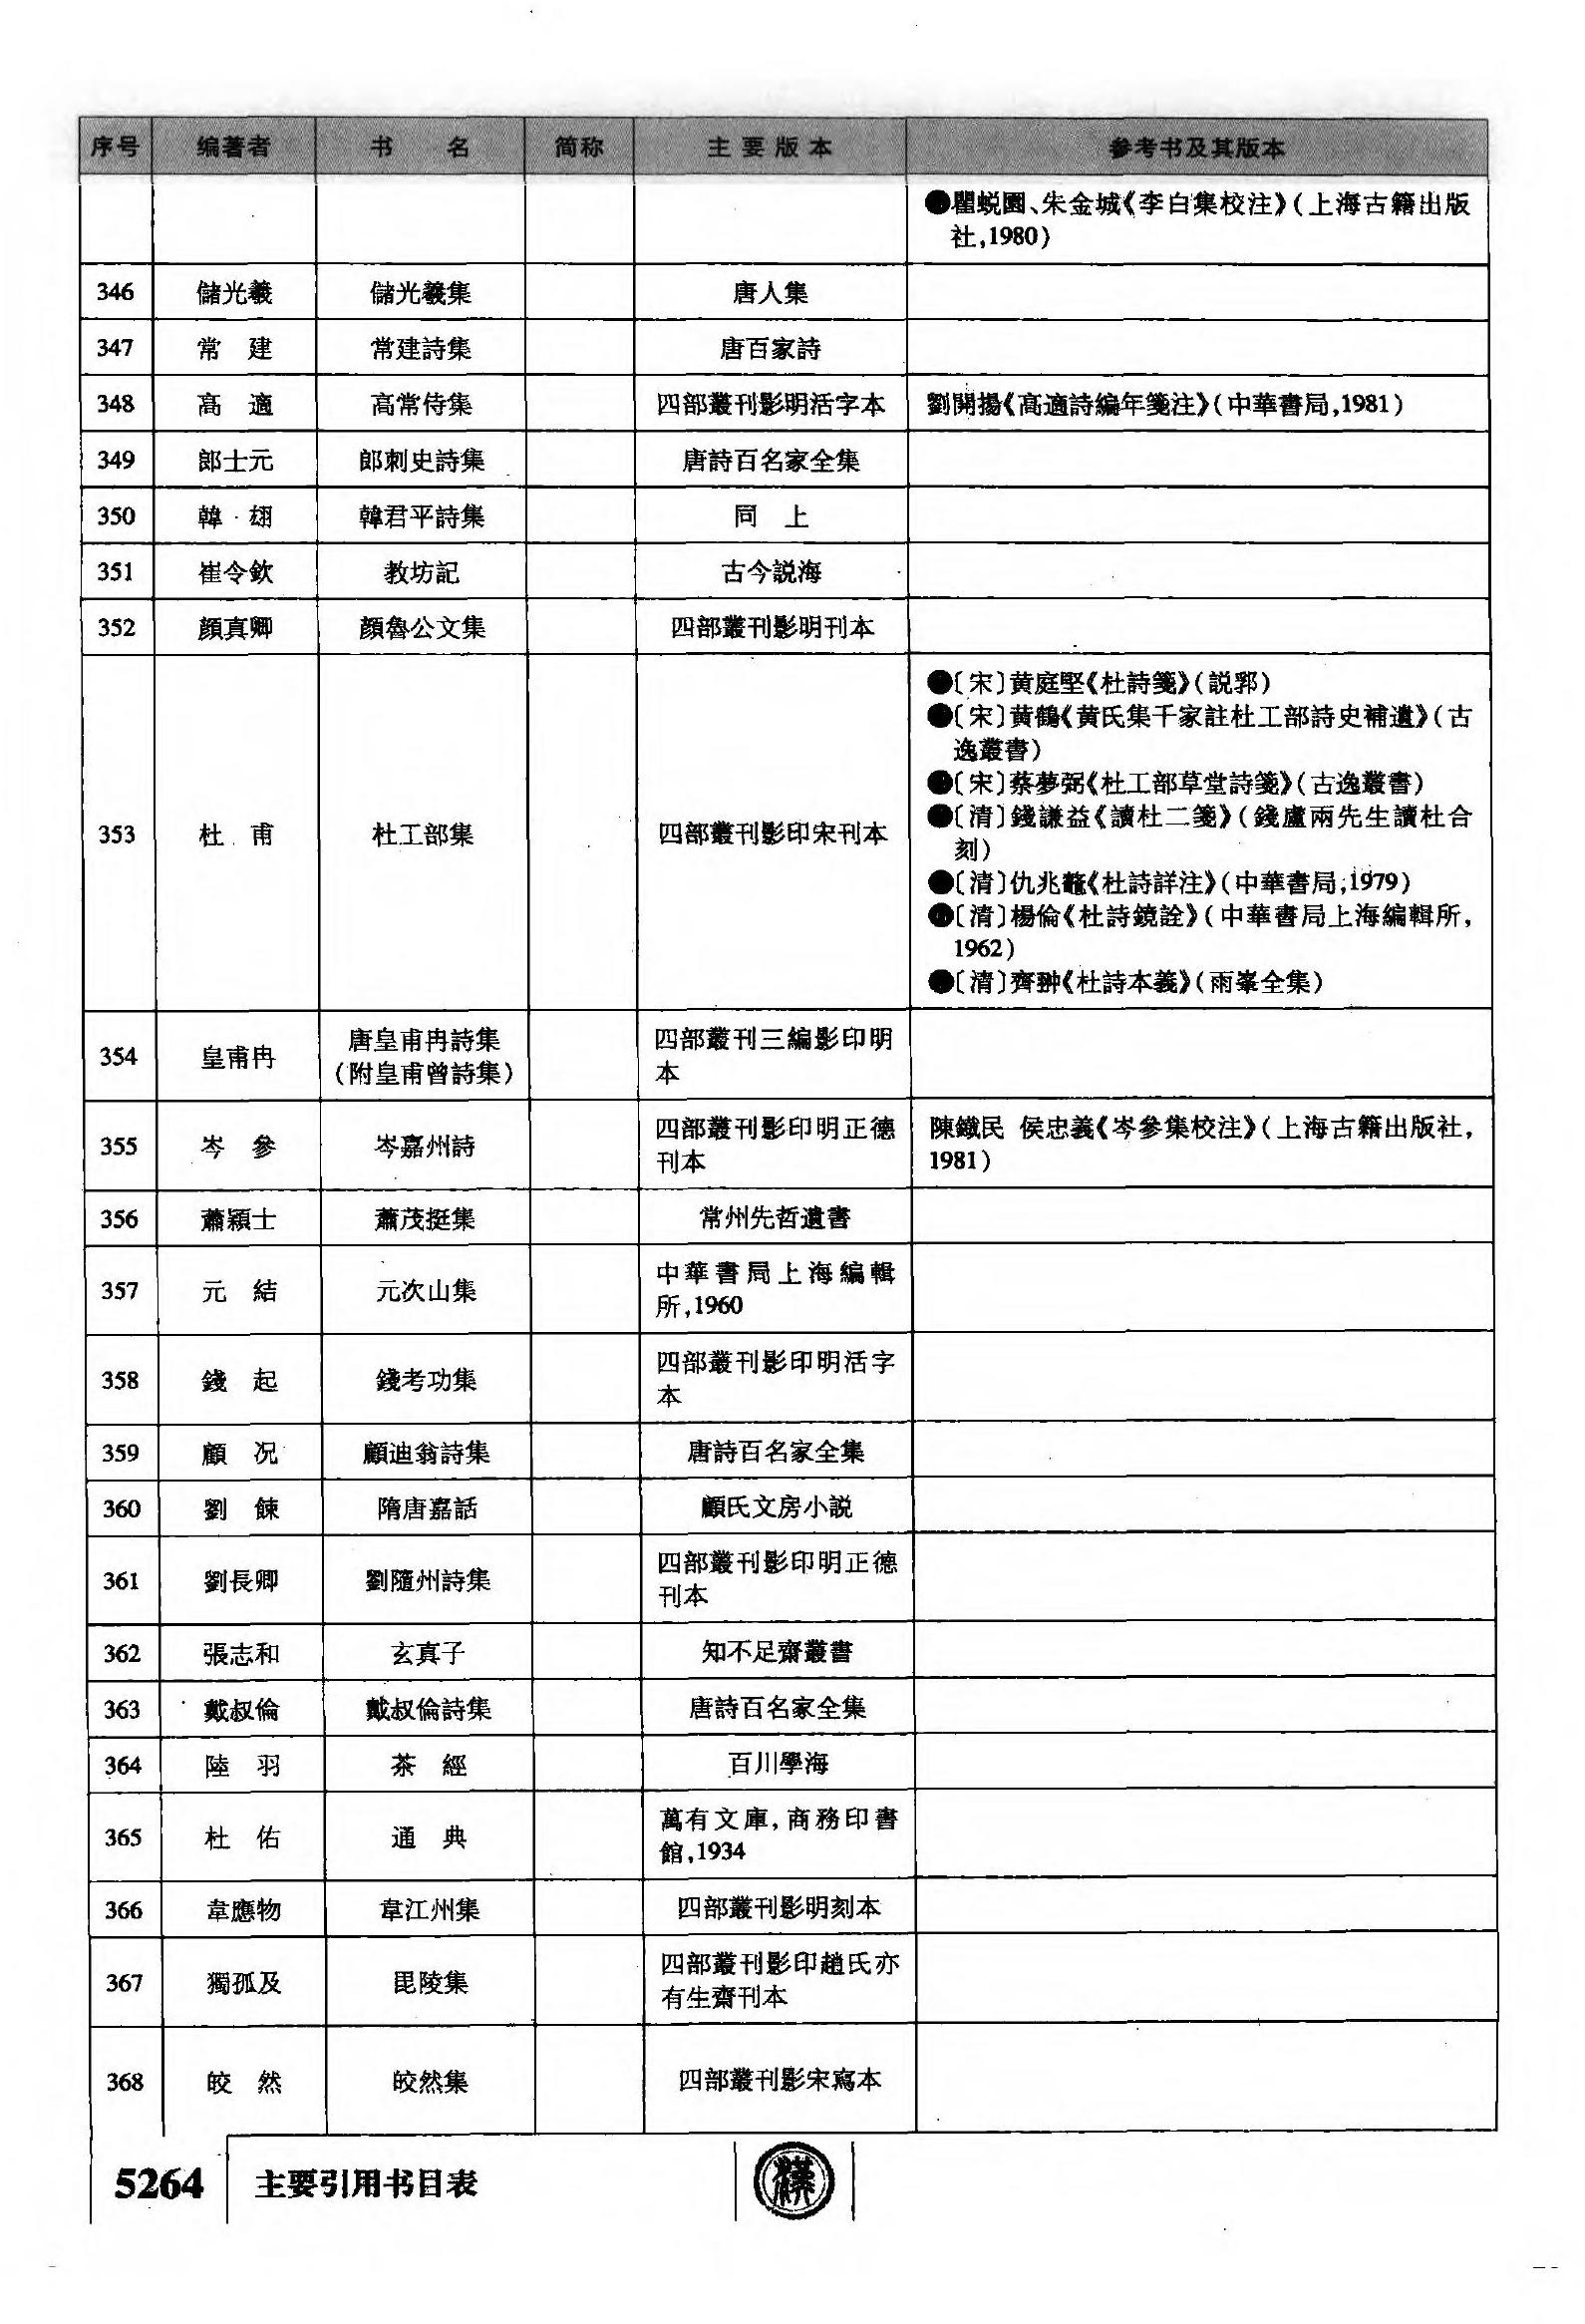 序号 编著者 书 名 简称 主要版本 参考书及其版本
●瞿蜕園、朱金城《李白集校注》(上海古籍出版
社,1980)
346 儲光羲 儲光羲集 唐人集
347 常 建 常建詩集 唐百家詩
348 高 適 高常侍集 四部叢刊影明活字本 劉開揚《高適詩編年箋注》(中華書局,1981)
349 郎士元 郎刺史詩集 唐詩百名家全集
350 韓 翃 韓君平詩集 同 上
351 崔令欽 教坊記 古今説海
352 顔真卿 顔魯公文集 四部叢刊影明刊本
353 杜 甫 杜工部集 四部叢刊影印宋刊本
●〔宋〕黄庭堅《杜詩箋》(説郛)
●〔宋〕黄鶴《黄氏集千家註杜工部詩史補遺》(古
逸叢書)
●〔宋〕蔡夢弼《杜工部草堂詩箋》(古逸叢書)
●〔清〕錢謙益《讀杜二箋》(錢盧兩先生讀杜合
刻)
●〔清〕仇兆鼇《杜詩詳注》(中華書局,1979)
●〔清〕楊倫《杜詩鏡詮》(中華書局上海編輯所,
1962)
●〔清〕齊翀《杜詩本義》(雨峯全集)
354 皇甫冉 唐皇甫冉詩集
(附皇甫曾詩集) 四部叢刊三編影印明
本
355 岑 參 岑嘉州詩 四部叢刊影印明正德
刊本
陳鐵民 侯忠義《岑參集校注》(上海古籍出版社,
1981)
356 蕭穎士 蕭茂挺集 常州先哲遺書
357 元 結 元次山集 中華書局上海編輯
所,1960
358 錢 起 錢考功集 四部叢刊影印明活字
本
359 顧 况 顧逋翁詩集 唐詩百名家全集
360 劉 餗 隋唐嘉話 顧氏文房小説
361 劉長卿 劉隨州詩集 四部叢刊影印明正德
刊本
362 張志和 玄真子 知不足齋叢書
363 戴叔倫 戴叔倫詩集 唐詩百名家全集
364 陸 羽 茶 經 百川學海
365 杜 佑 通 典 萬有文庫,商務印書
館,1934
366 韋應物 韋江州集 四部叢刊影明刻本
367 獨孤及 毘陵集 四部叢刊影印趙氏亦
有生齋刊本
368 皎 然 皎然集 四部叢刊影宋寫本
5264 主要引用书目表
漢